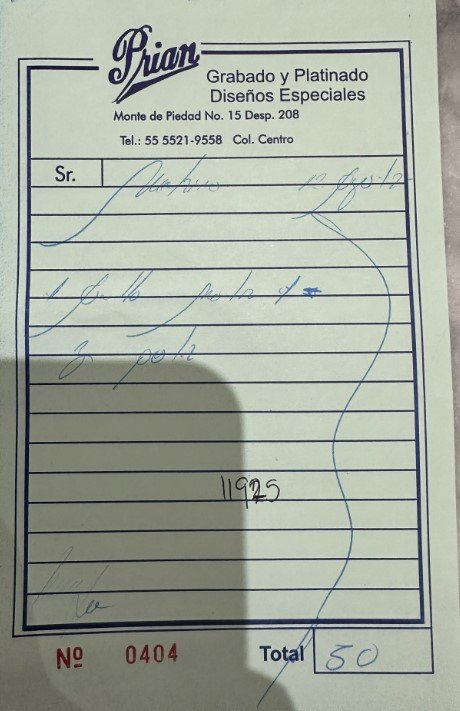 Prian
Grabado y Platinado
Diseños Especiales
Monte de Piedad No. 15 Desp. 208
Tel.: 55 5521-9558 Col. Centro
Sr.
11925
Nº 0404 Total 50